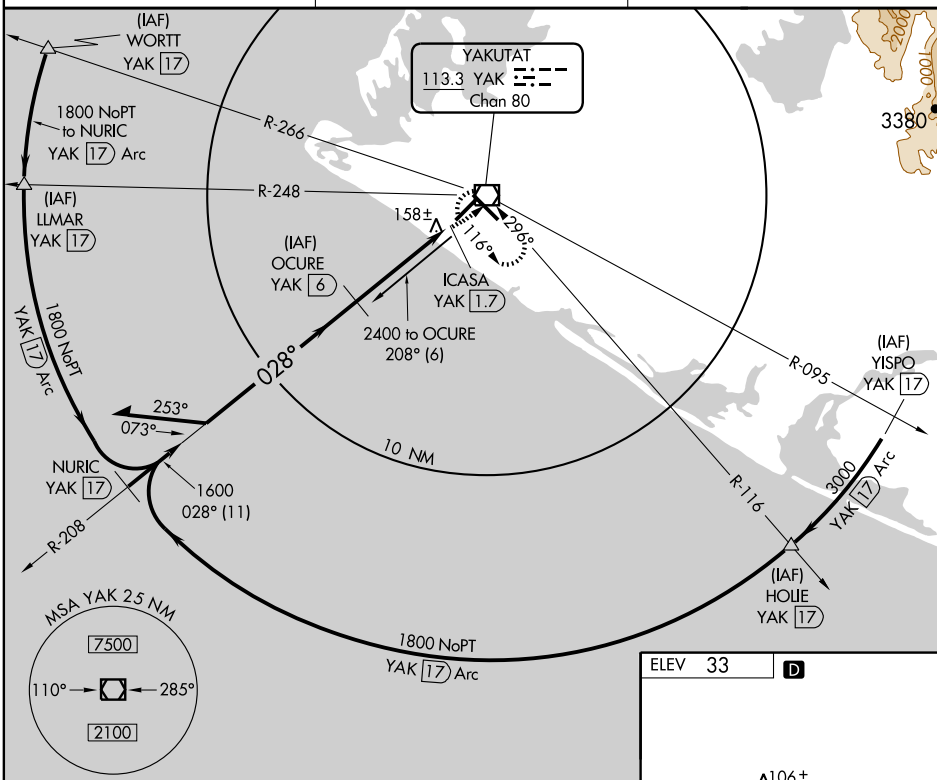 (IAF)
WORTT
YAK 17
YAKUTAT
113.3 YAK
Chan 80
2000
1000
3380
1800 NoPT
to NURIC
YAK 17 Arc
R-266
R-248
(IAF)
LLMAR
YAK 17
158±
296°
116°
(IAF)
OCURE
YAK 6
ICASA
YAK 1.7
2400 to OCURE
208° (6)
R-095
(IAF)
YISPO
YAK 17
1800 NoPT
YAK 17 Arc
028°
253°
073°
10 NM
NURIC
YAK 17
1600
028° (11)
R-208
R-116
3000
YAK 17 Arc
(IAF)
HOLIE
YAK 17
MSA YAK 25 NM
7500
110°
285°
2100
1800 NoPT
YAK 17 Arc
ELEV 33
D
106±